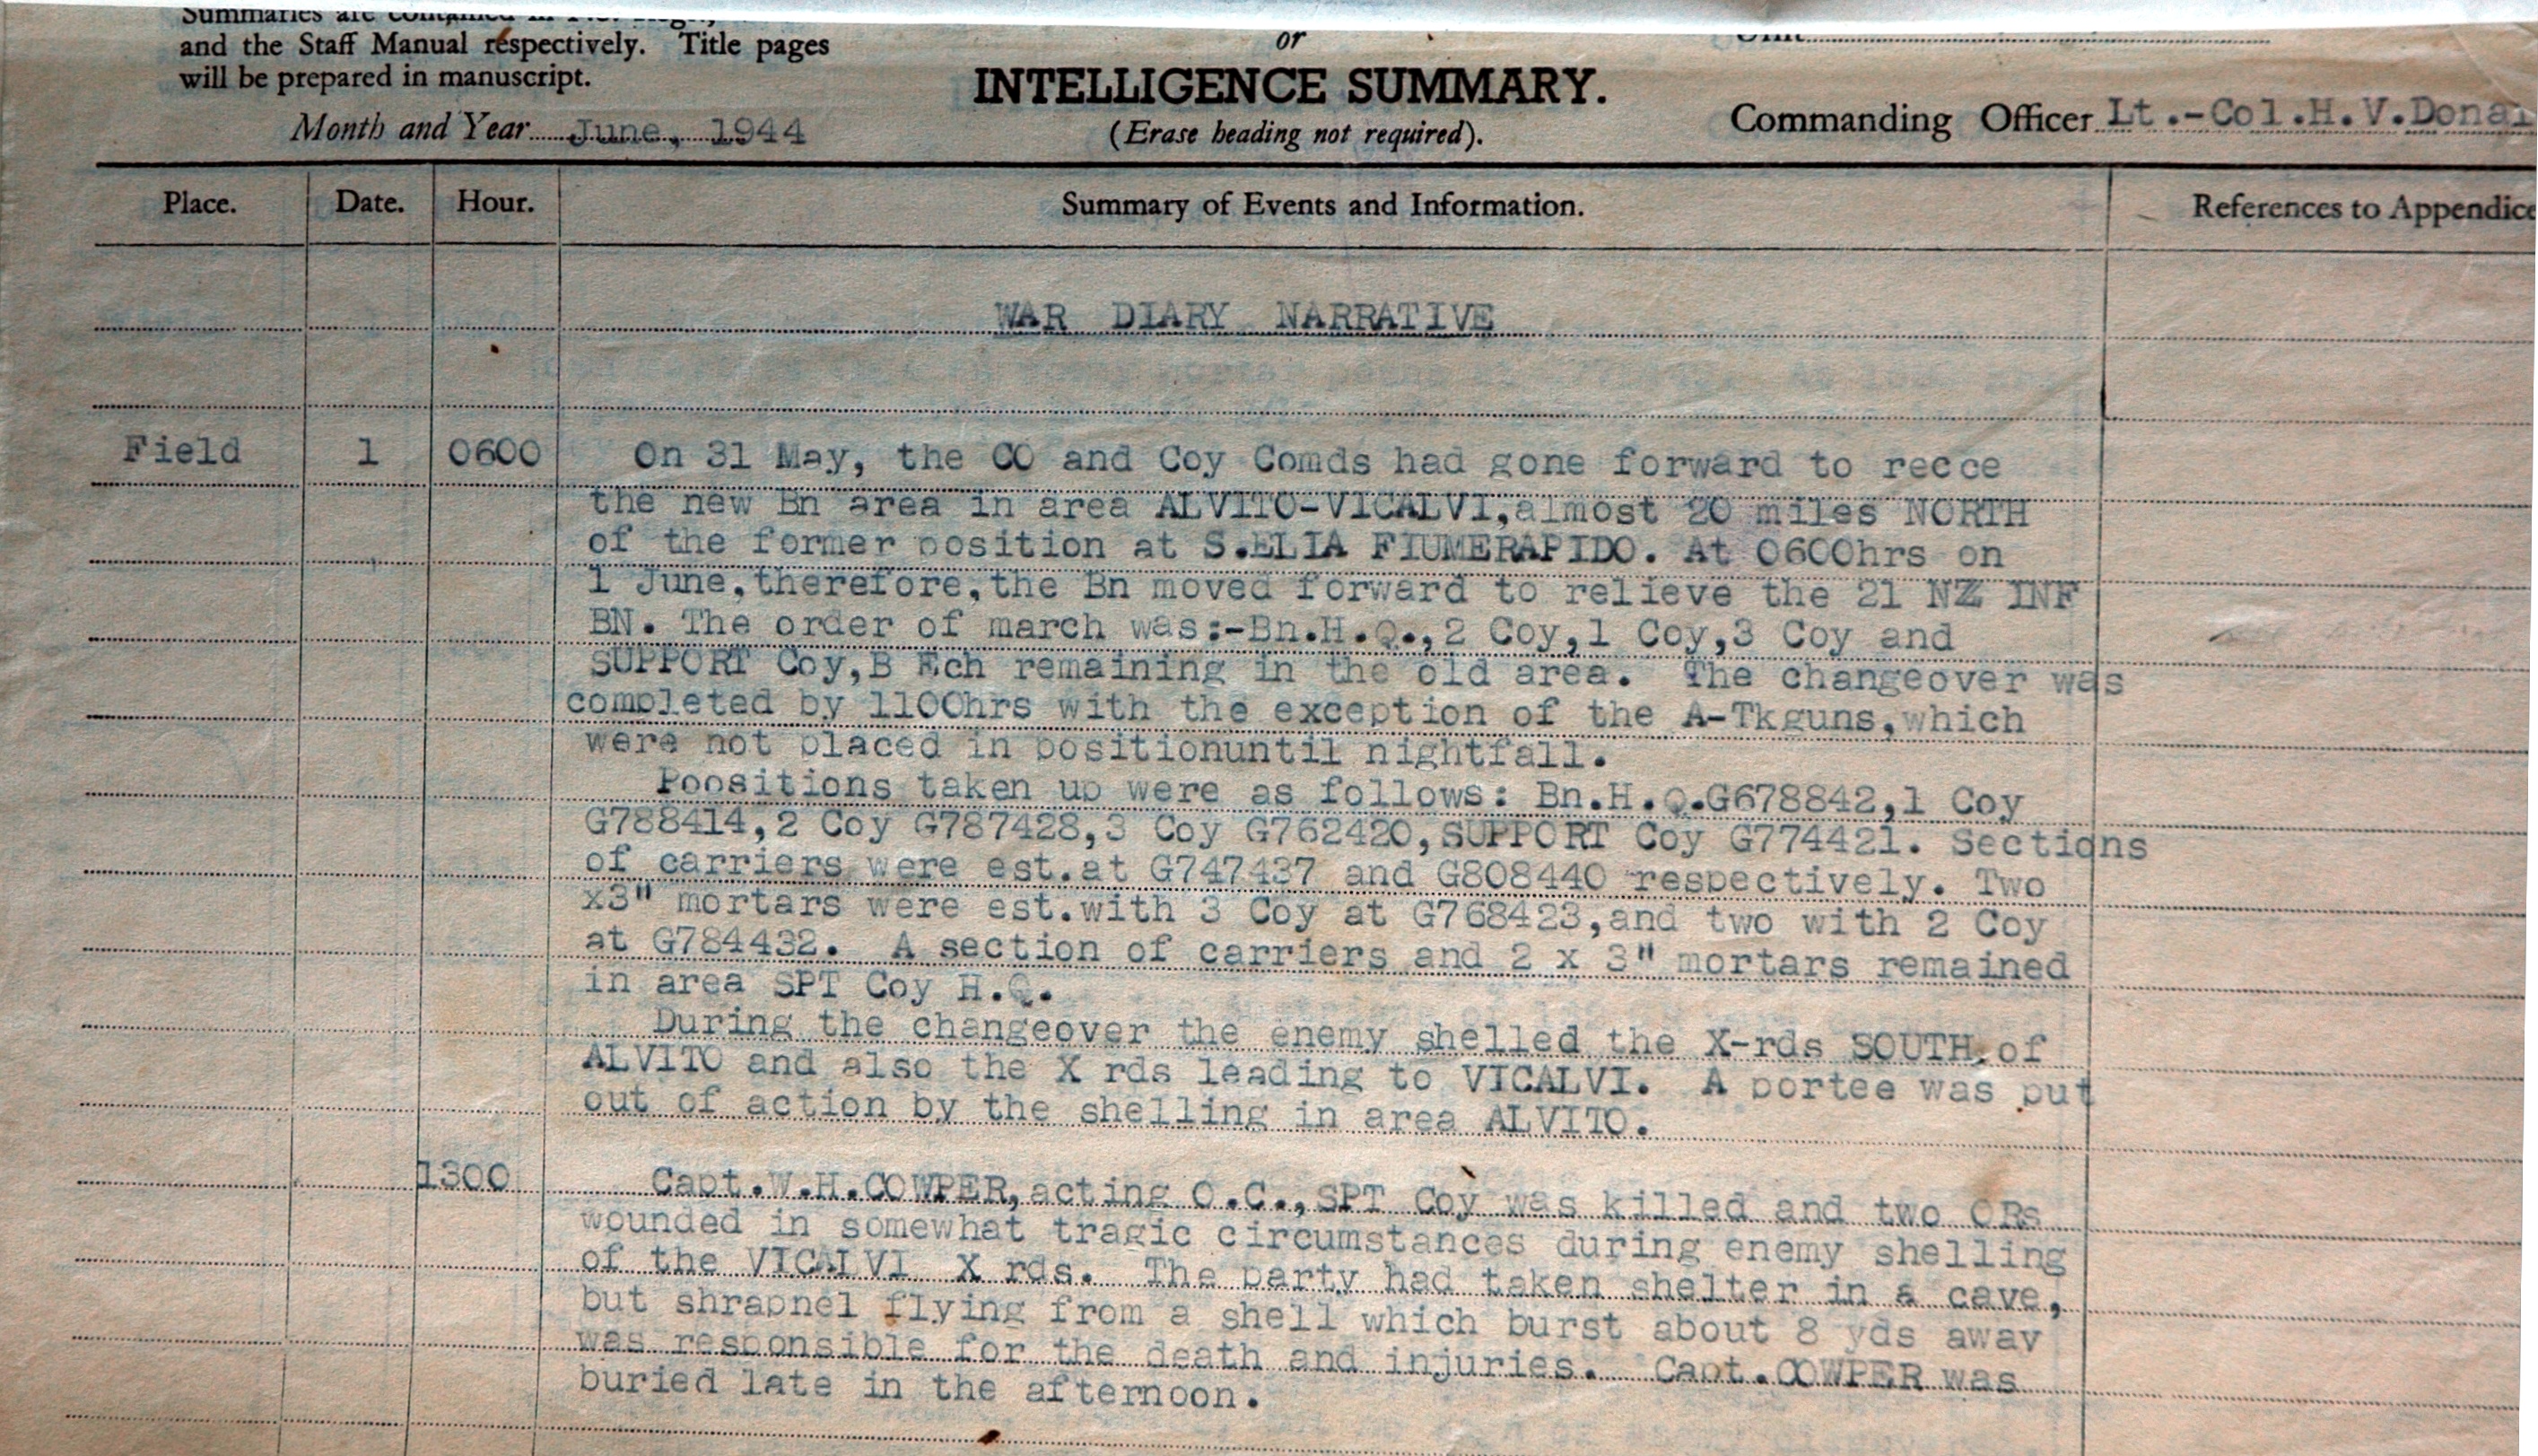 and the Staff Manual respectively. Title pages
will be prepared in manuscript.
Month and Year June, 1944
or
INTELLIGENCE SUMMARY.
(Erase heading not required).
Unit
Commanding Officer Lt.-Col.H.V.Donal
Place. Date. Hour. Summary of Events and Information. References to Appendice
WAR DIARY NARRATIVE
Field 1 0600 On 31 May, the CO and Coy Comds had gone forward to recce
the new Bn area in area ALVITO-VICALVI,almost 20 miles NORTH
of the former position at S.ELIA FIUMERAPIDO. At 0600hrs on
1 June,therefore,the Bn moved forward to relieve the 21 NZ INF
BN. The order of march was:-Bn.H.Q.,2 Coy,1 Coy,3 Coy and
SUPPORT Coy,B Ech remaining in the old area. The changeover was
completed by 1100hrs with the exception of the A-Tkguns,which
were not placed in positionuntil nightfall.
Poositions taken up were as follows: Bn.H.Q.G678842,1 Coy
G788414,2 Coy G787428,3 Coy G762420,SUPPORT Coy G774421. Sections
of carriers were est.at G747437 and G808440 respectively. Two
x3" mortars were est.with 3 Coy at G768423,and two with 2 Coy
at G784432. A section of carriers and 2 x 3" mortars remained
in area SPT Coy H.Q.
During the changeover the enemy shelled the X-rds SOUTH of
ALVITO and also the X rds leading to VICALVI. A portee was put
out of action by the shelling in area ALVITO.
1300 Capt.W.H.COWPER,acting O.C.,SPT Coy was killed and two ORs
wounded in somewhat tragic circumstances during enemy shelling
of the VICALVI X rds. The party had taken shelter in a cave,
but shrapnel flying from a shell which burst about 8 yds away
was responsible for the death and injuries. Capt.COWPER was
buried late in the afternoon.